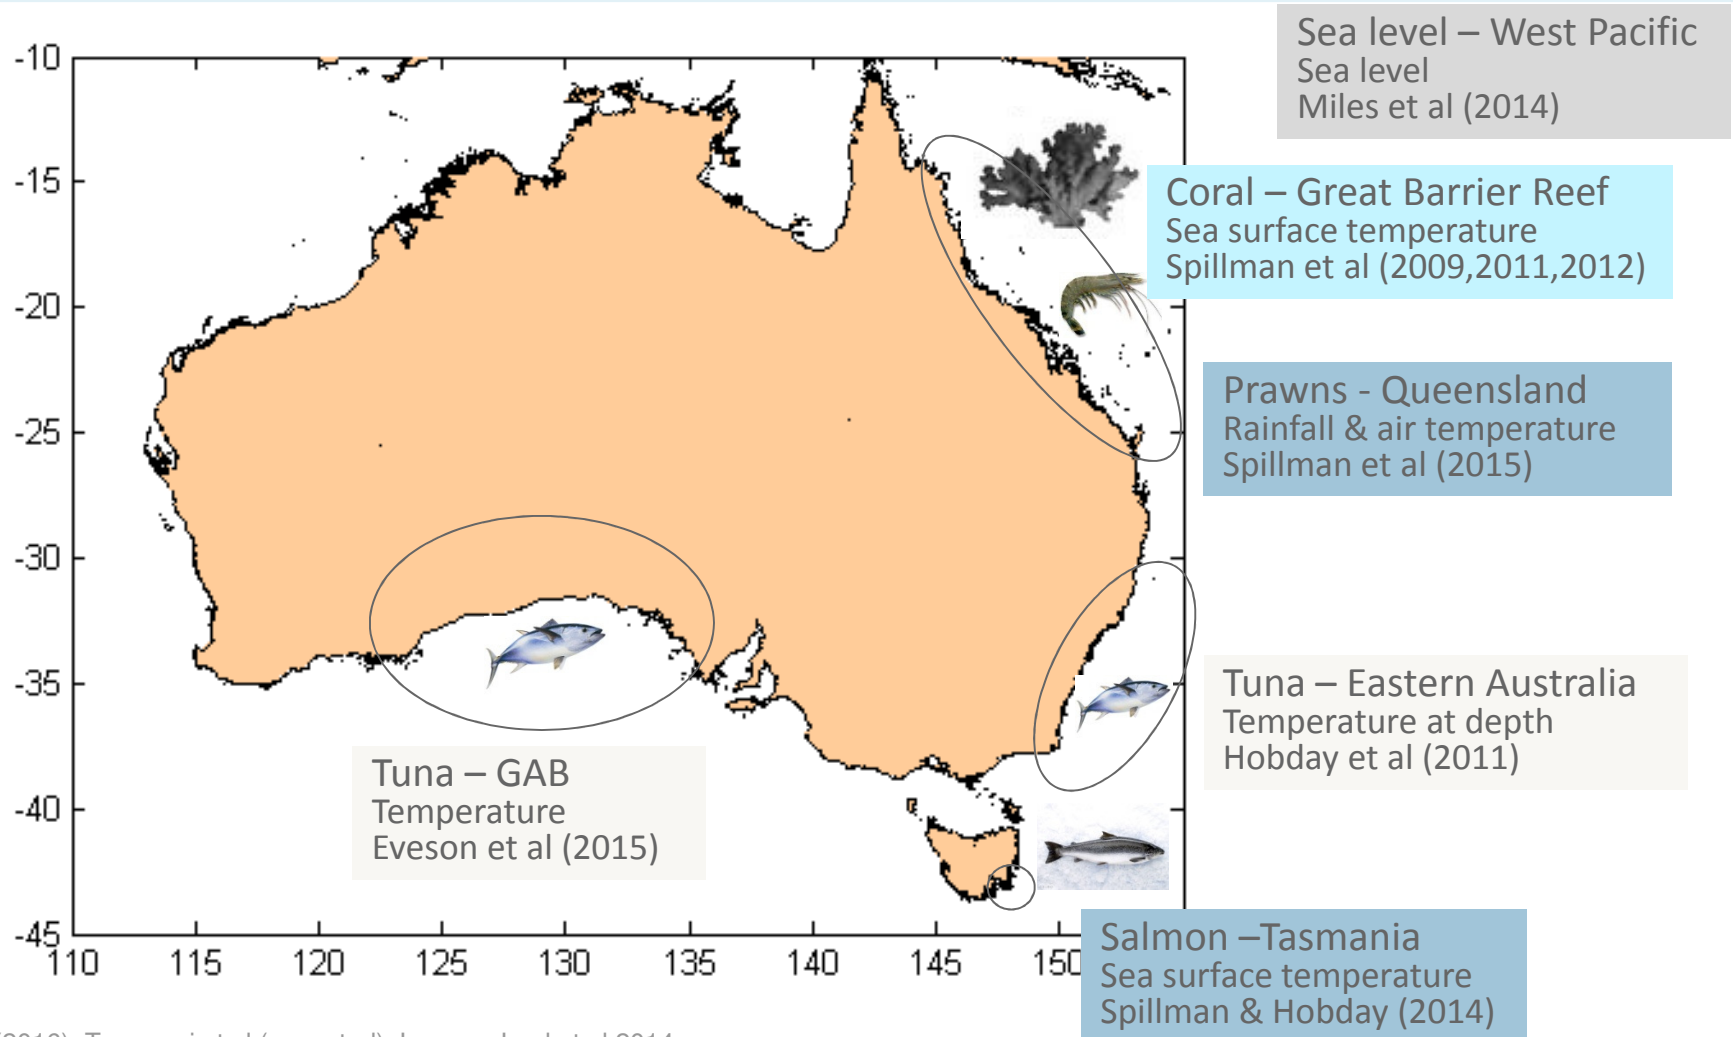 Sea level – West Pacific
Sea level
Miles et al (2014)
Coral – Great Barrier Reef
Sea surface temperature
Spillman et al (2009,2011,2012)
Prawns - Queensland
Rainfall & air temperature
Spillman et al (2015)
Tuna – Eastern Australia
Temperature at depth
Hobday et al (2011)
Tuna – GAB
Temperature
Eveson et al (2015)
Salmon –Tasmania
Sea surface temperature
Spillman & Hobday (2014)
-10
-15
-20
-25
-30
-35
-40
-45
110 115 120 125 130 135 140 145 150